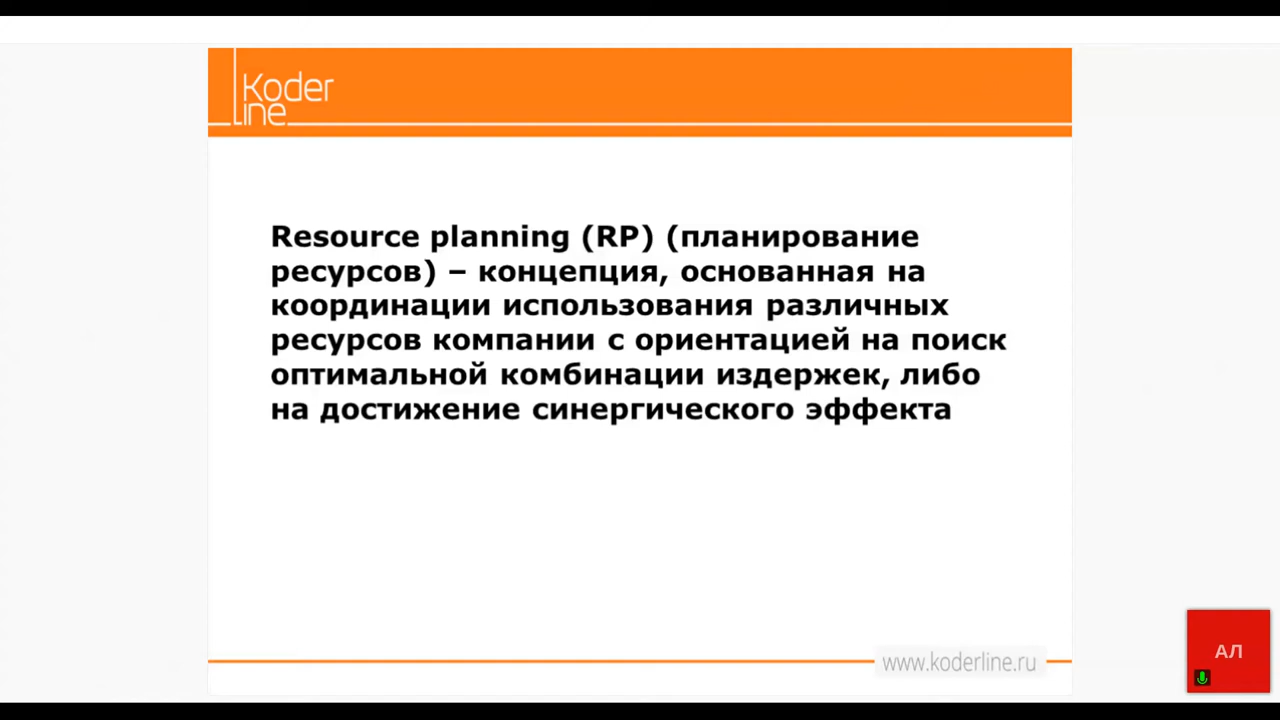 Koder
line
Resource planning (RP) (планирование
ресурсов) – концепция, основанная на
координации использования различных
ресурсов компании с ориентацией на поиск
оптимальной комбинации издержек, либо
на достижение синергического эффекта
www.koderline.ru
АЛ